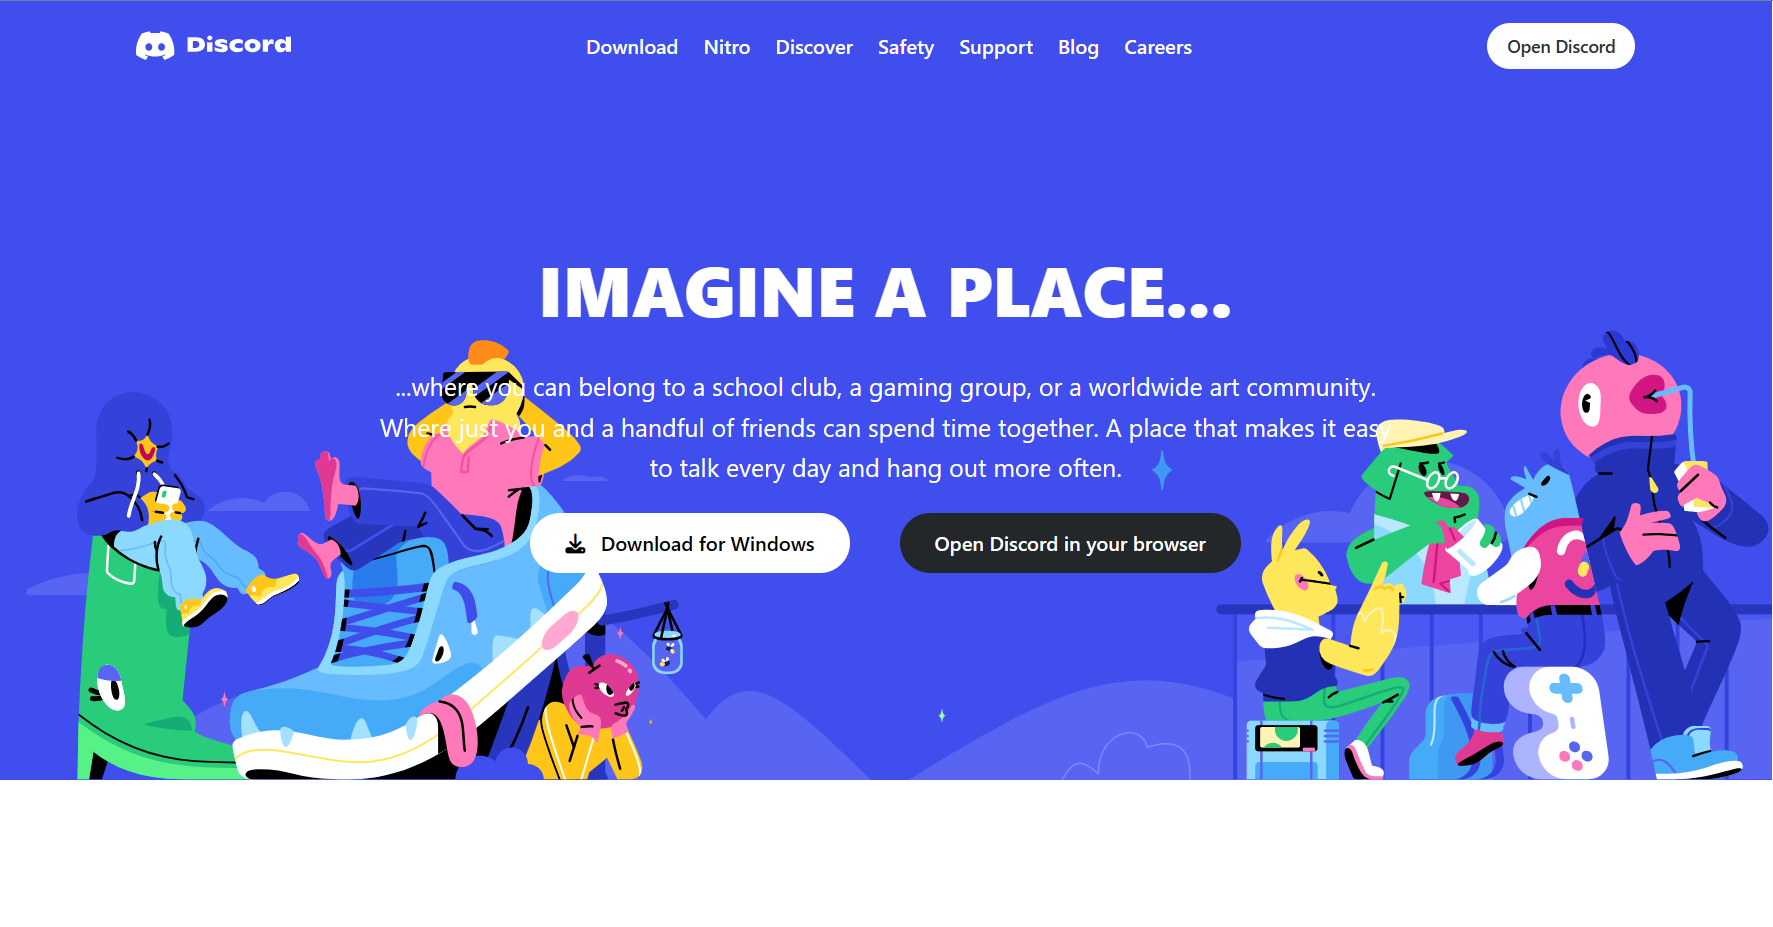 Discord
Download Nitro Discover Safety Support Blog Careers
Open Discord
IMAGINE A PLACE...
...where you can belong to a school club, a gaming group, or a worldwide art community.
Where just you and a handful of friends can spend time together. A place that makes it easy
to talk every day and hang out more often.
Download for Windows
Open Discord in your browser